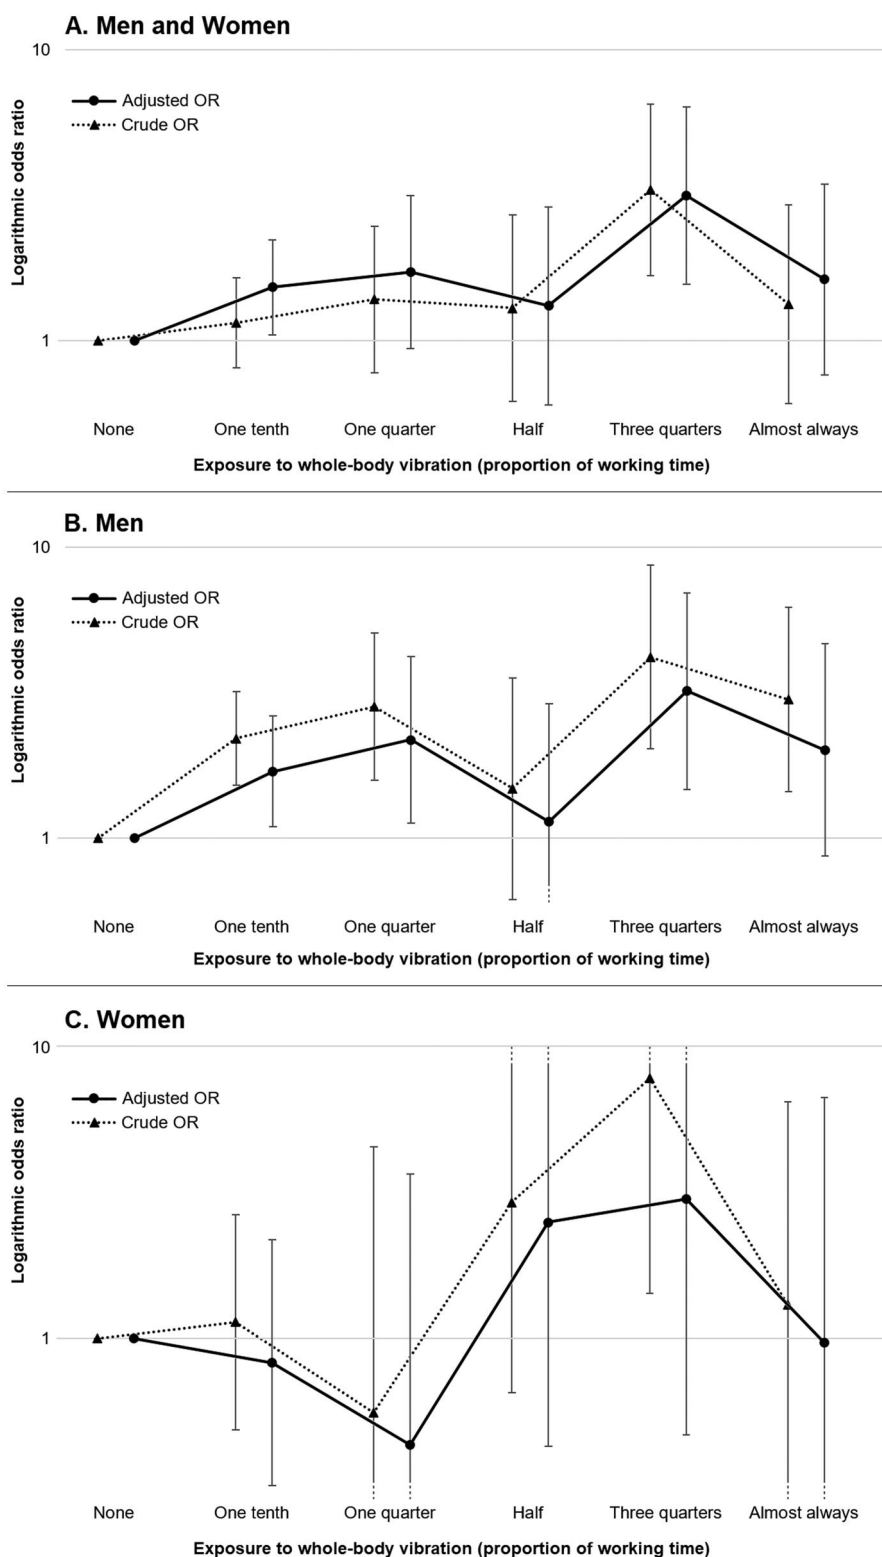 A. Men and Women
10
Logarithmic odds ratio
Adjusted OR
Crude OR
1
None One tenth One quarter Half Three quarters Almost always
Exposure to whole-body vibration (proportion of working time)
B. Men
10
Logarithmic odds ratio
Adjusted OR
Crude OR
1
None One tenth One quarter Half Three quarters Almost always
Exposure to whole-body vibration (proportion of working time)
C. Women
10
Logarithmic odds ratio
Adjusted OR
Crude OR
1
None One tenth One quarter Half Three quarters Almost always
Exposure to whole-body vibration (proportion of working time)